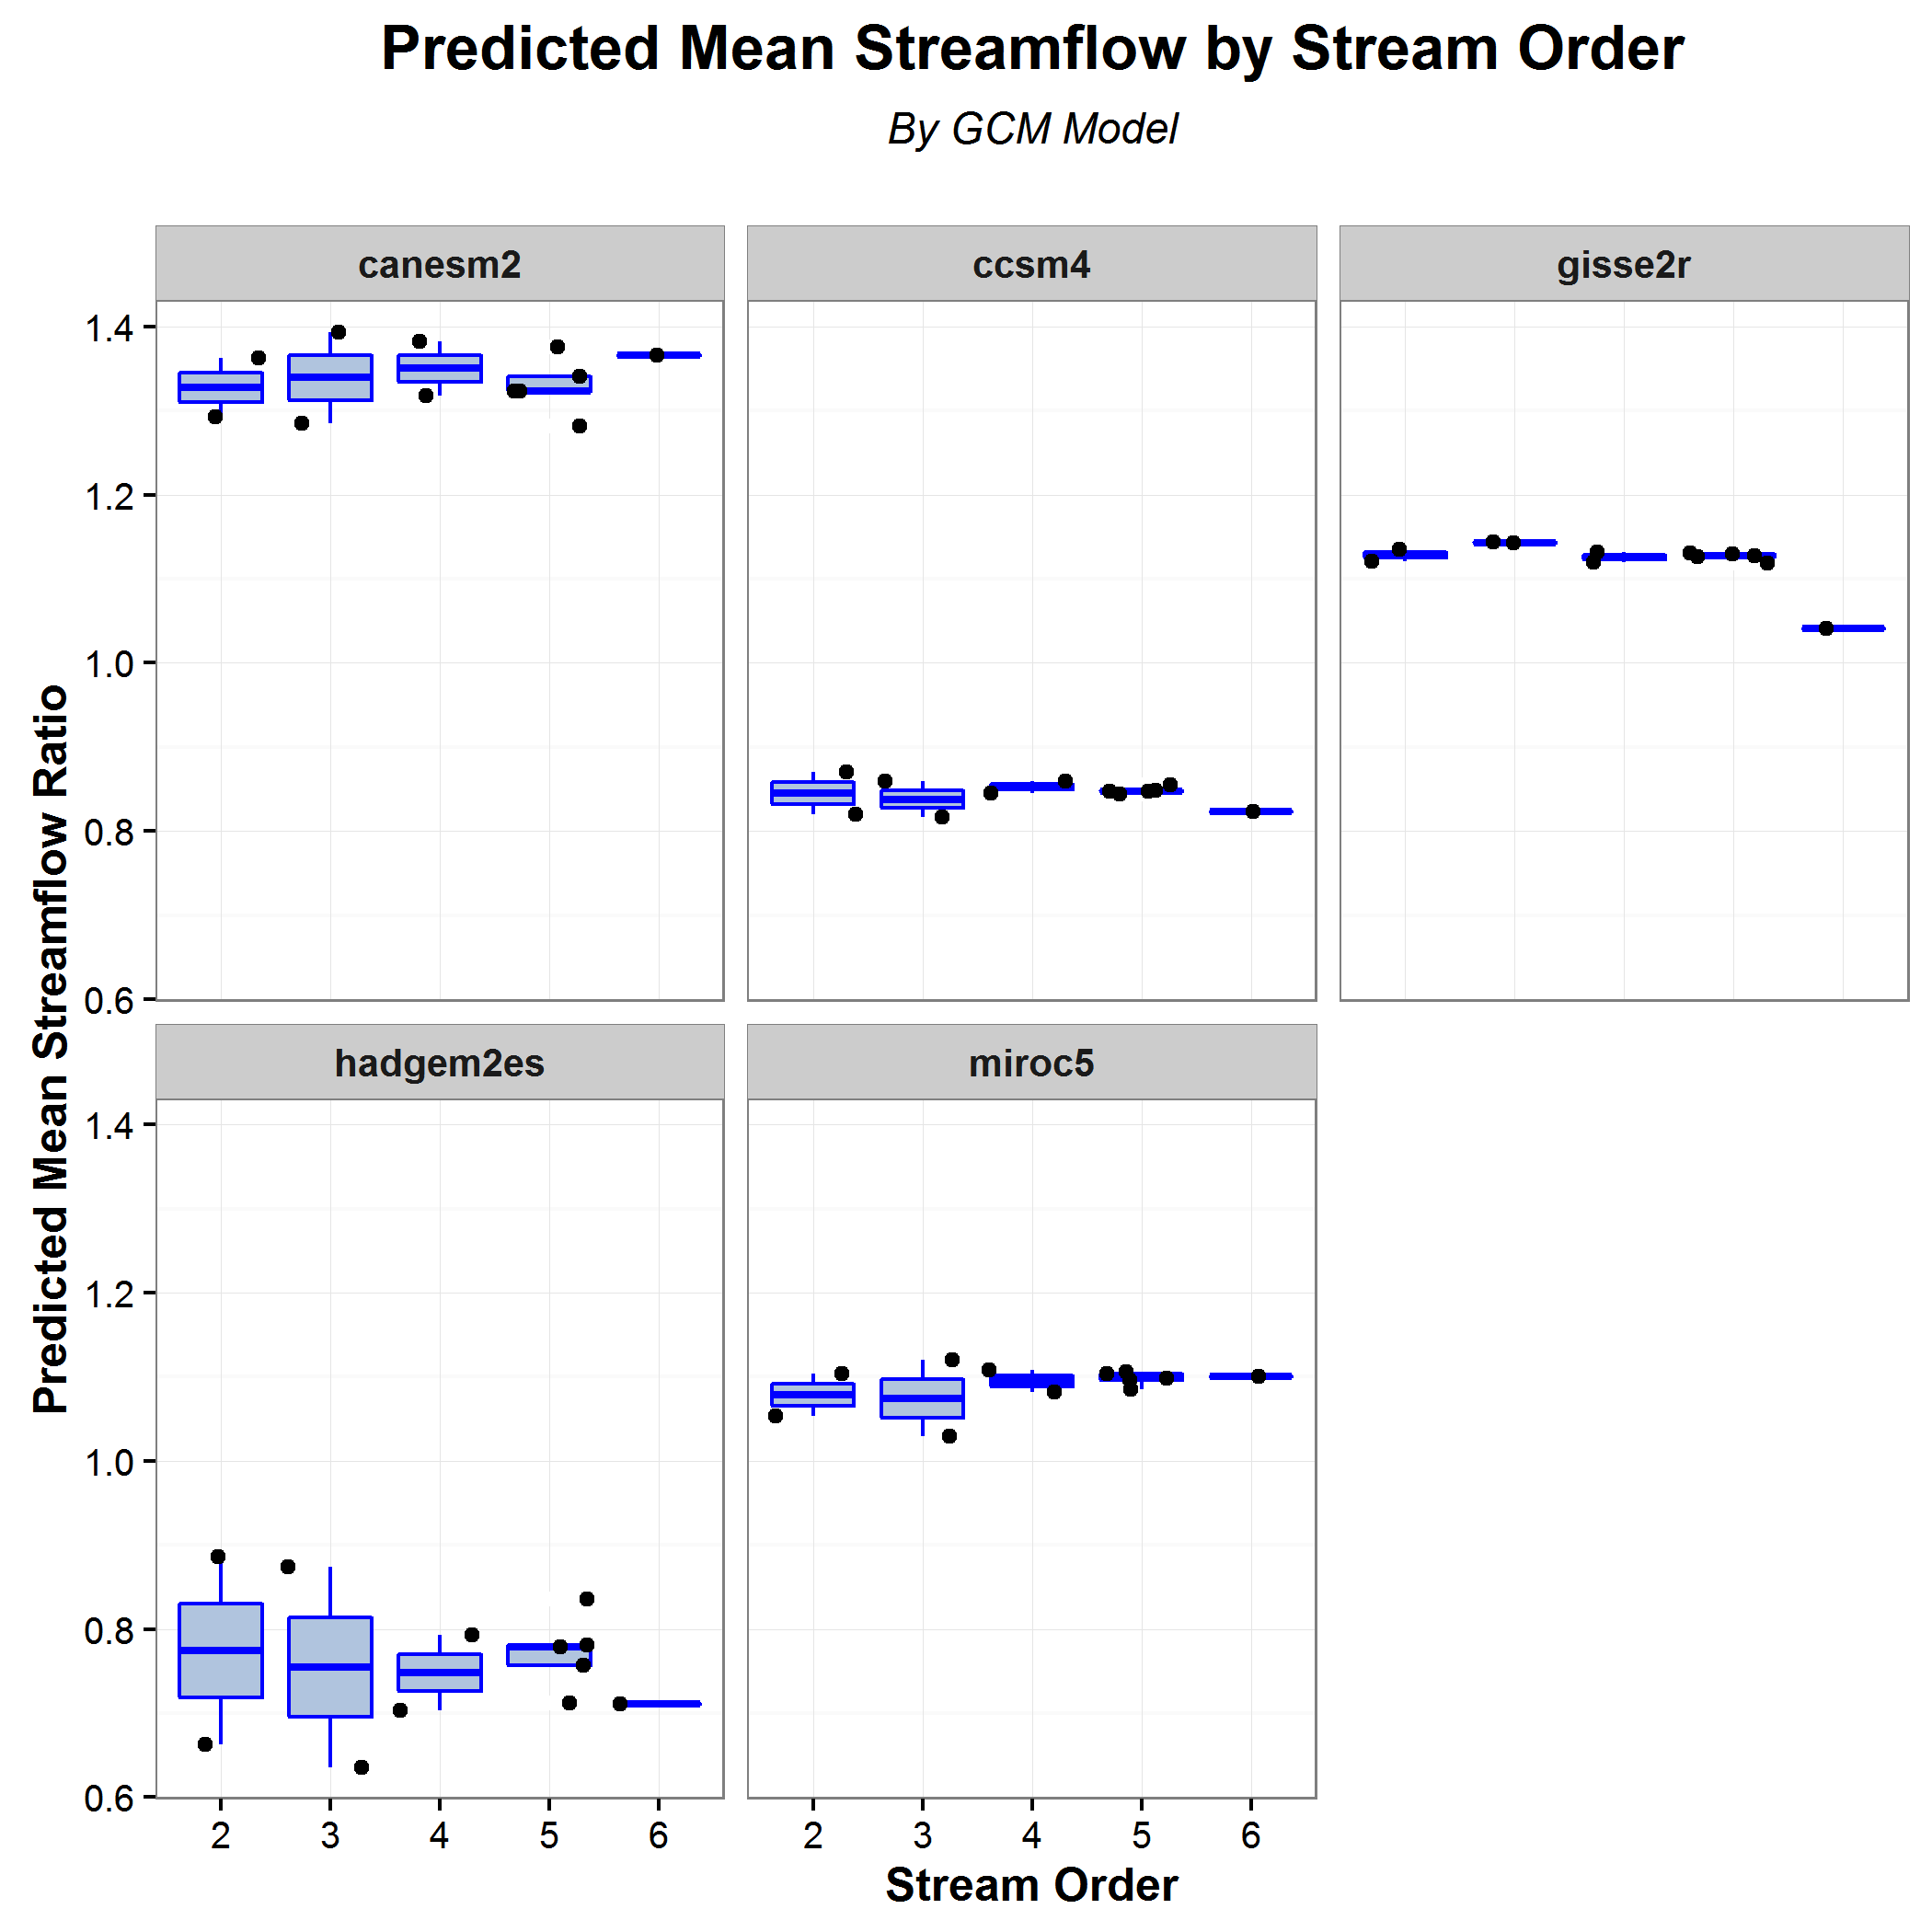 Predicted Mean Streamflow by Stream Order
By GCM Model
canesm2
ccsm4
gisse2r
1.4
1.2
1.0
0.8
0.6
Predicted Mean Streamflow Ratio
hadgem2es
miroc5
1.4
1.2
1.0
0.8
0.6
2 3 4 5 6
2 3 4 5 6
Stream Order